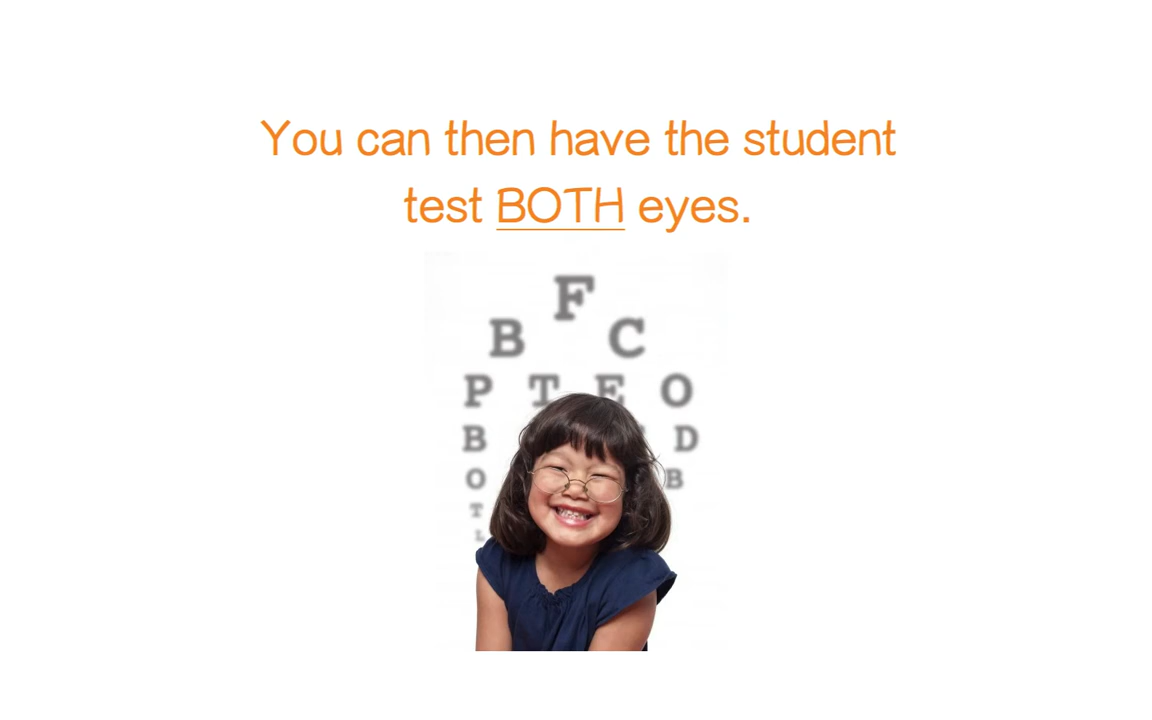 You can then have the student
test BOTH eyes.
F
B C
P T E O
B D
O B
T
L